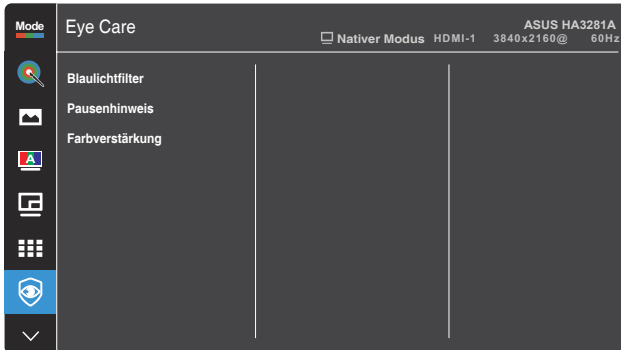 Mode
Eye Care
ASUS HA3281A
Nativer Modus HDMI-1 3840x2160@ 60Hz
Blaulichtfilter
Pausenhinweis
Farbverstärkung
A